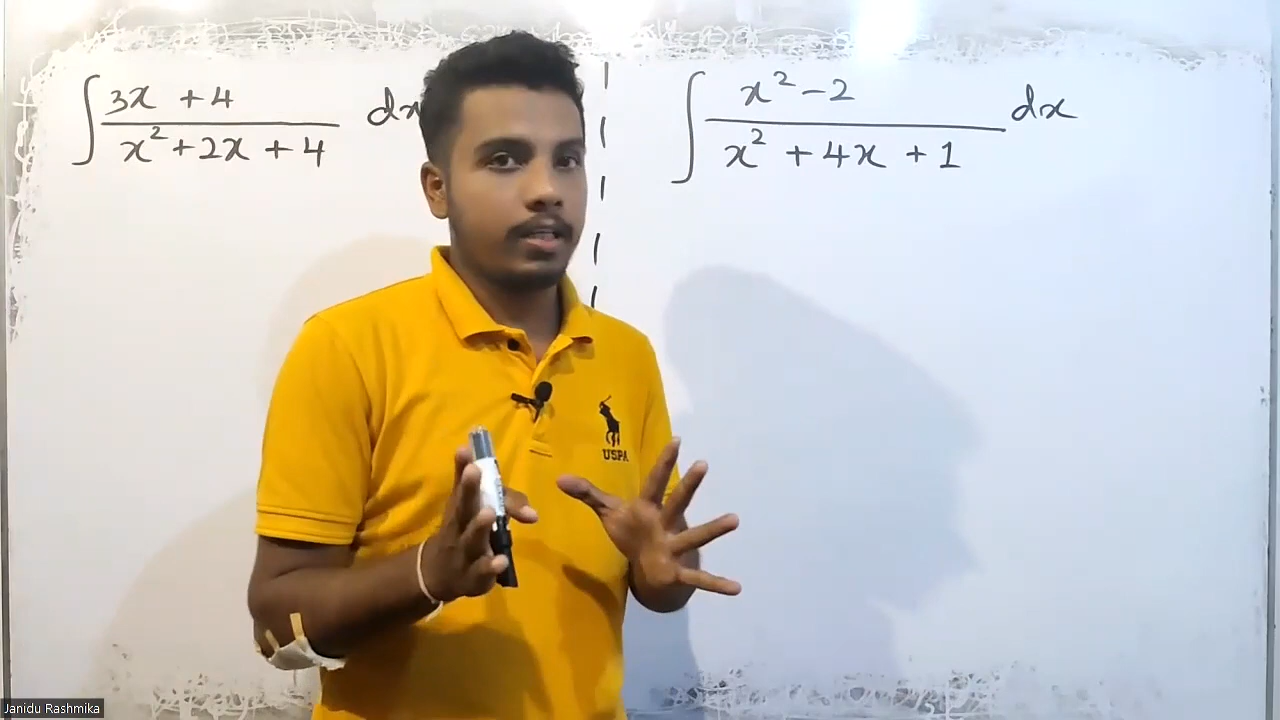 ∫ 3x + 4 / x² + 2x + 4 dx
∫ x² - 2 / x² + 4x + 1 dx
USPA
Janidu Rashmika